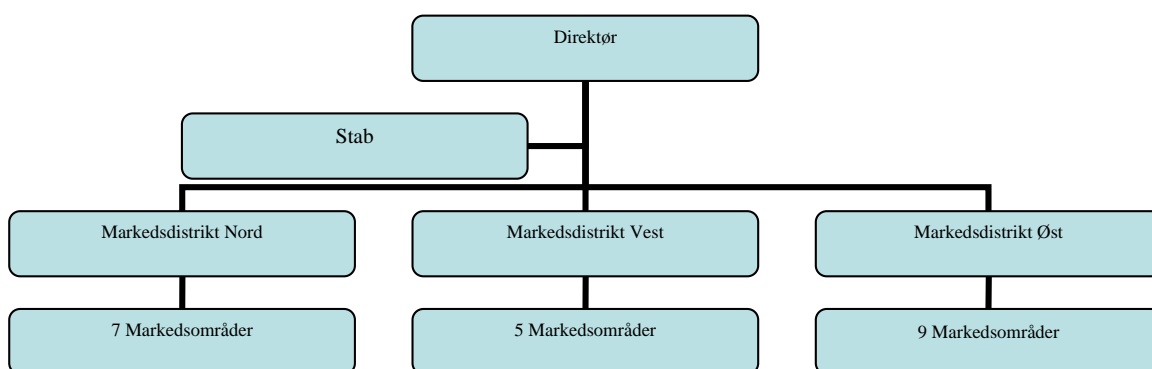 Direktør
Stab
Markedsdistrikt Nord
Markedsdistrikt Vest
Markedsdistrikt Øst
7 Markedsområder
5 Markedsområder
9 Markedsområder